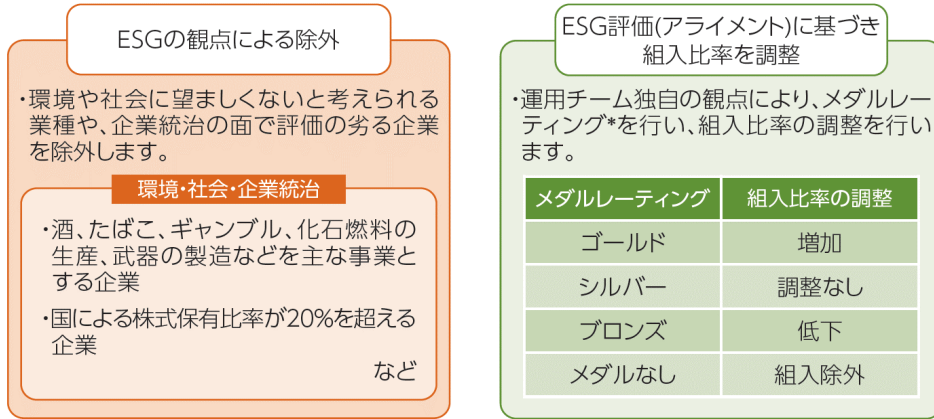 ESGの観点による除外
・環境や社会に望ましくないと考えられる
業種や、企業統治の面で評価の劣る企業
を除外します。
環境・社会・企業統治
・酒、たばこ、ギャンブル、化石燃料の
生産、武器の製造などを主な事業と
する企業
・国による株式保有比率が20%を超える
企業
など
ESG評価(アライメント)に基づき
組入比率を調整
・運用チーム独自の観点により、メダルレー
ティング*を行い、組入比率の調整を行い
ます。
メダルレーティング 組入比率の調整
ゴールド 増加
シルバー 調整なし
ブロンズ 低下
メダルなし 組入除外